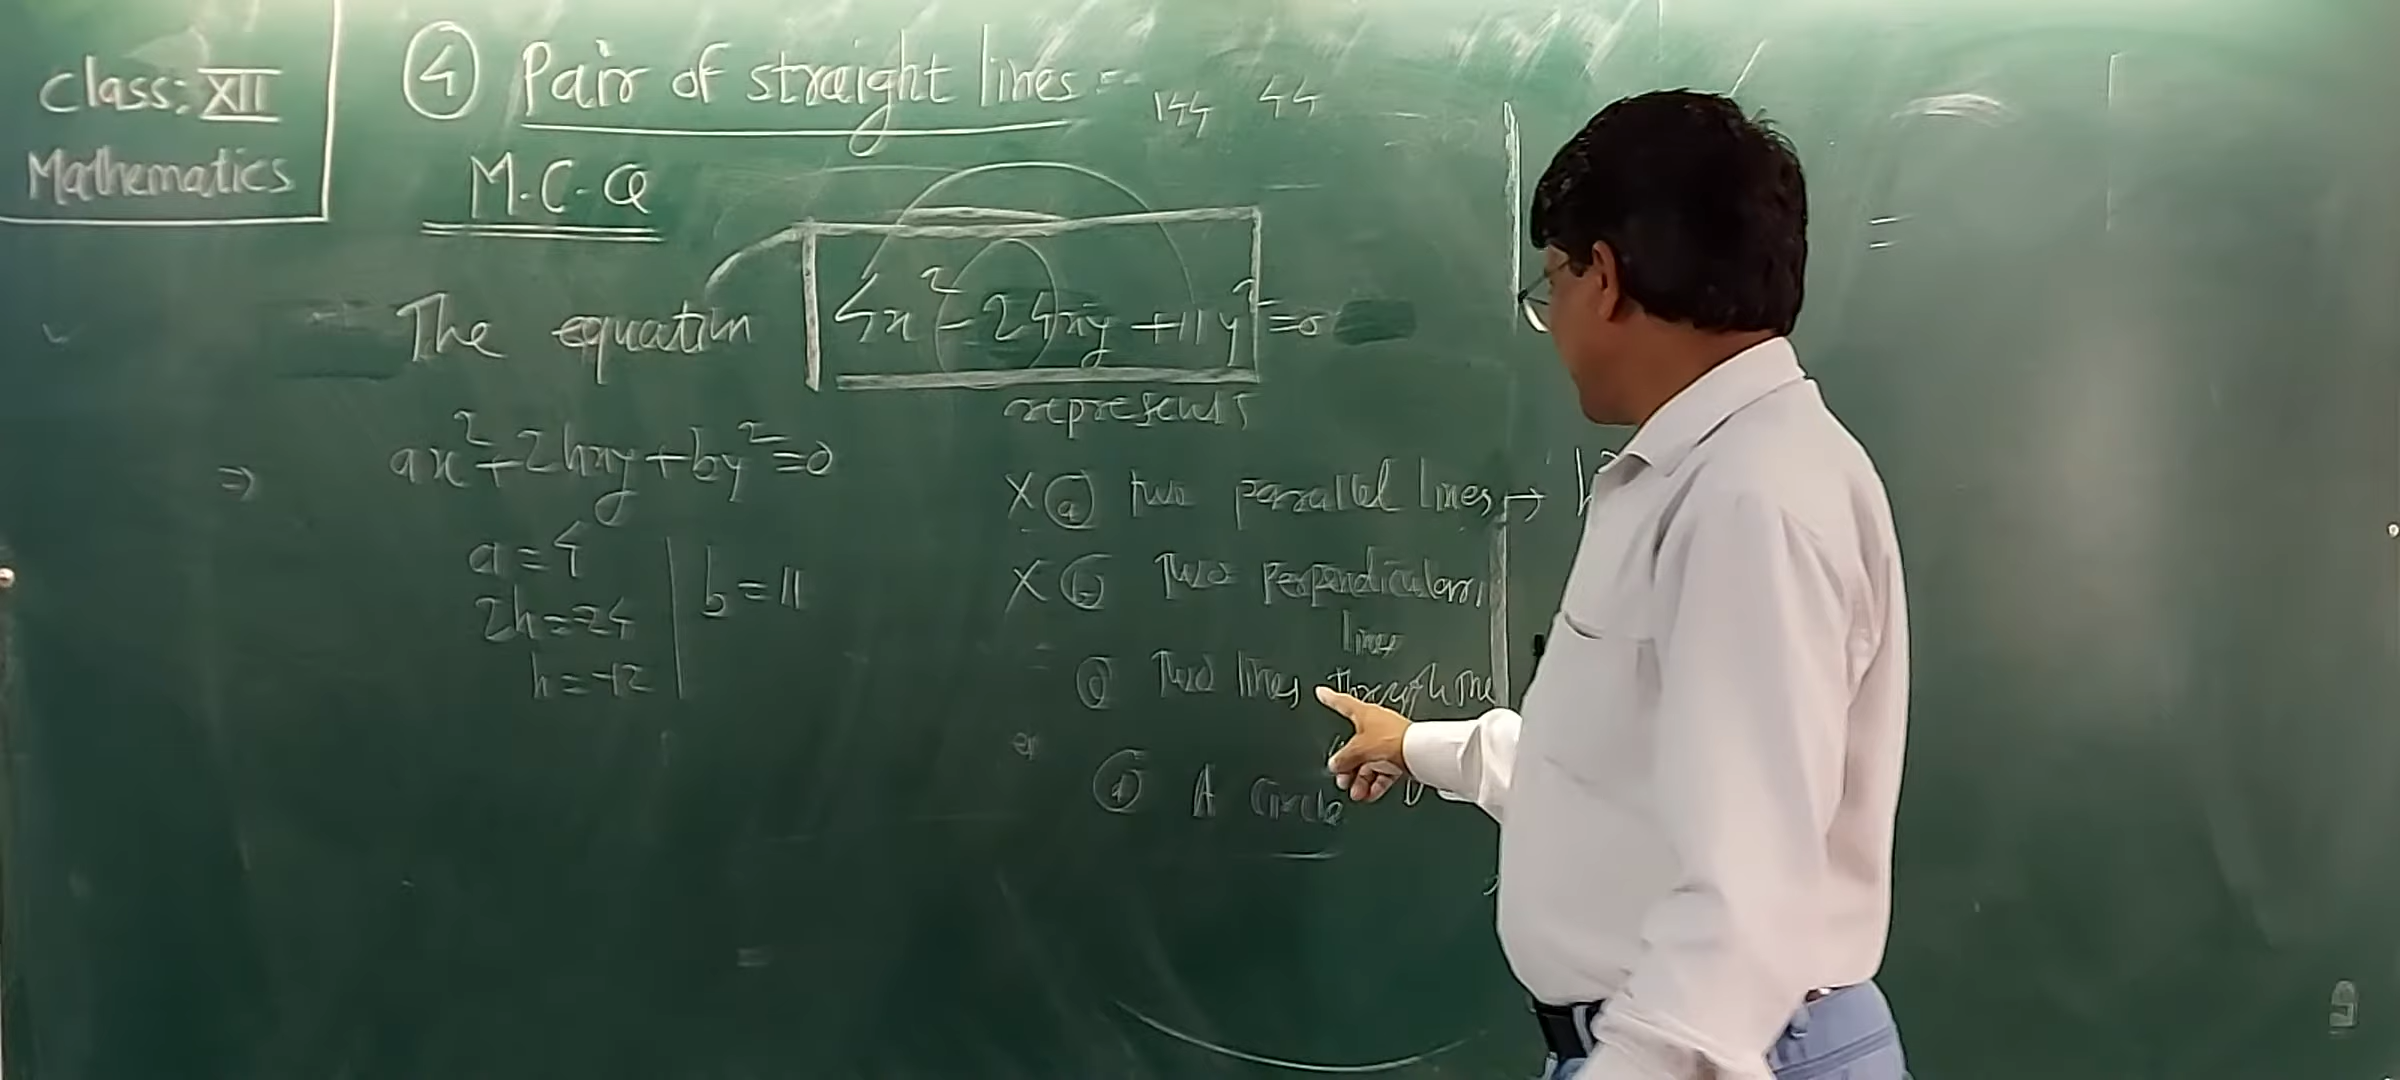 Class: XII
Mathematics
④ Pair of straight lines :-
144 44
M.C.Q
The equation 4x²-24xy+11y²=0
represents
⇒ ax²+2hxy+by²=0
a=4
2h=-24
h=-12
b=11
X ⓐ two parallel lines →
X ⓑ Two perpendicular
lines
ⓒ Two lines through the
ⓓ A circle